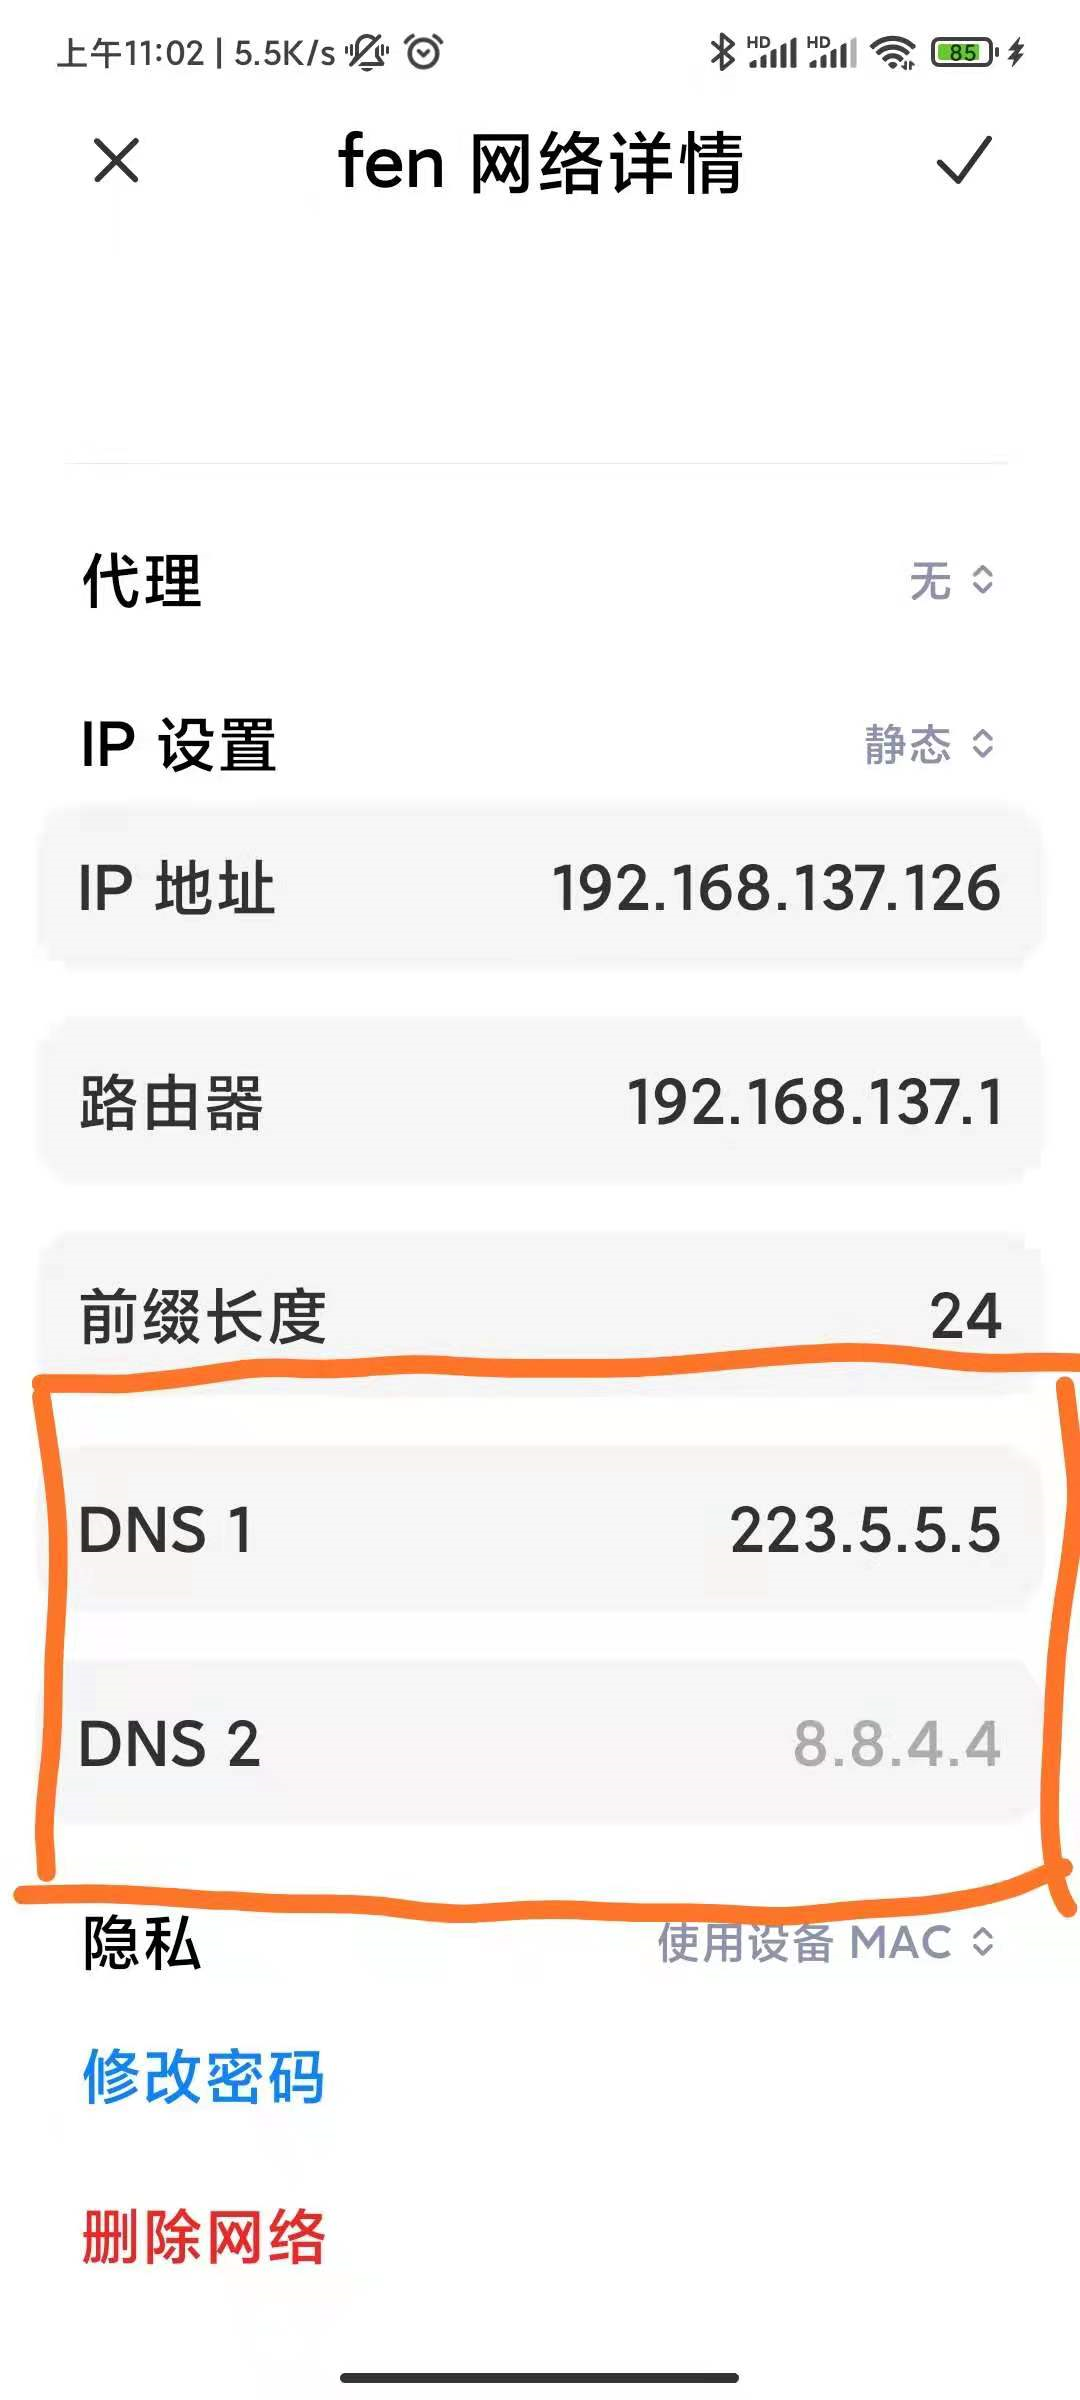 上午11:02 | 5.5K/s HD HD 85
fen 网络详情
代理 无
IP 设置 静态
IP 地址 192.168.137.126
路由器 192.168.137.1
前缀长度 24
DNS 1 223.5.5.5
DNS 2 8.8.4.4
隐私 使用设备 MAC
修改密码
删除网络